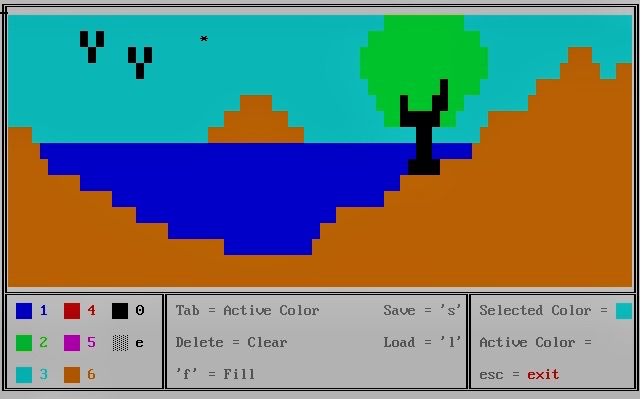 *
1 4 0 Tab = Active Color Save = 's' Selected Color =
2 5 e Delete = Clear Load = 'l' Active Color =
3 6 'f' = Fill esc = exit